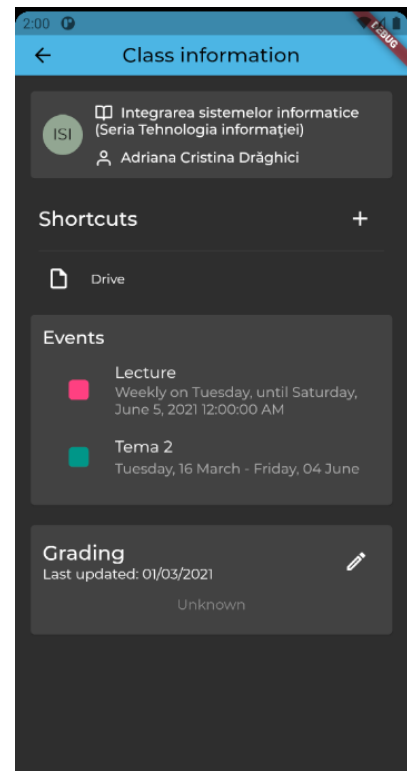 2:00
DEBUG
Class information
ISI
Integrarea sistemelor informatice
(Seria Tehnologia informaţiei)
Adriana Cristina Drăghici
Shortcuts
Drive
Events
Lecture
Weekly on Tuesday, until Saturday,
June 5, 2021 12:00:00 AM
Tema 2
Tuesday, 16 March - Friday, 04 June
Grading
Last updated: 01/03/2021
Unknown